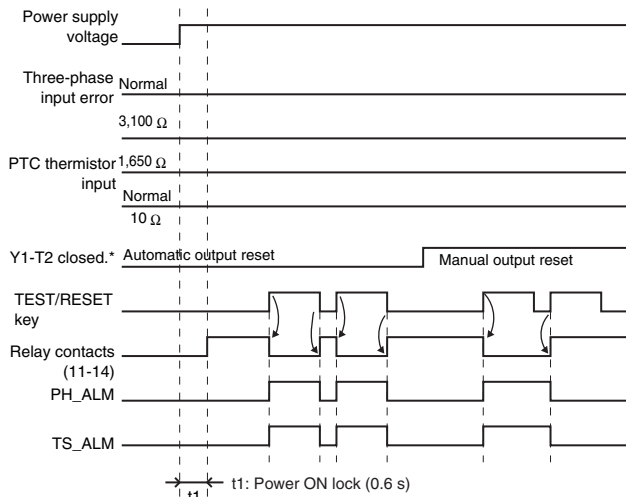 Power supply
voltage
Three-phase
input error
Normal
3,100 Ω
PTC thermistor
input
1,650 Ω
Normal
10 Ω
Y1-T2 closed.*
Automatic output reset
Manual output reset
TEST/RESET
key
Relay contacts
(11-14)
PH_ALM
TS_ALM
t1: Power ON lock (0.6 s)
t1